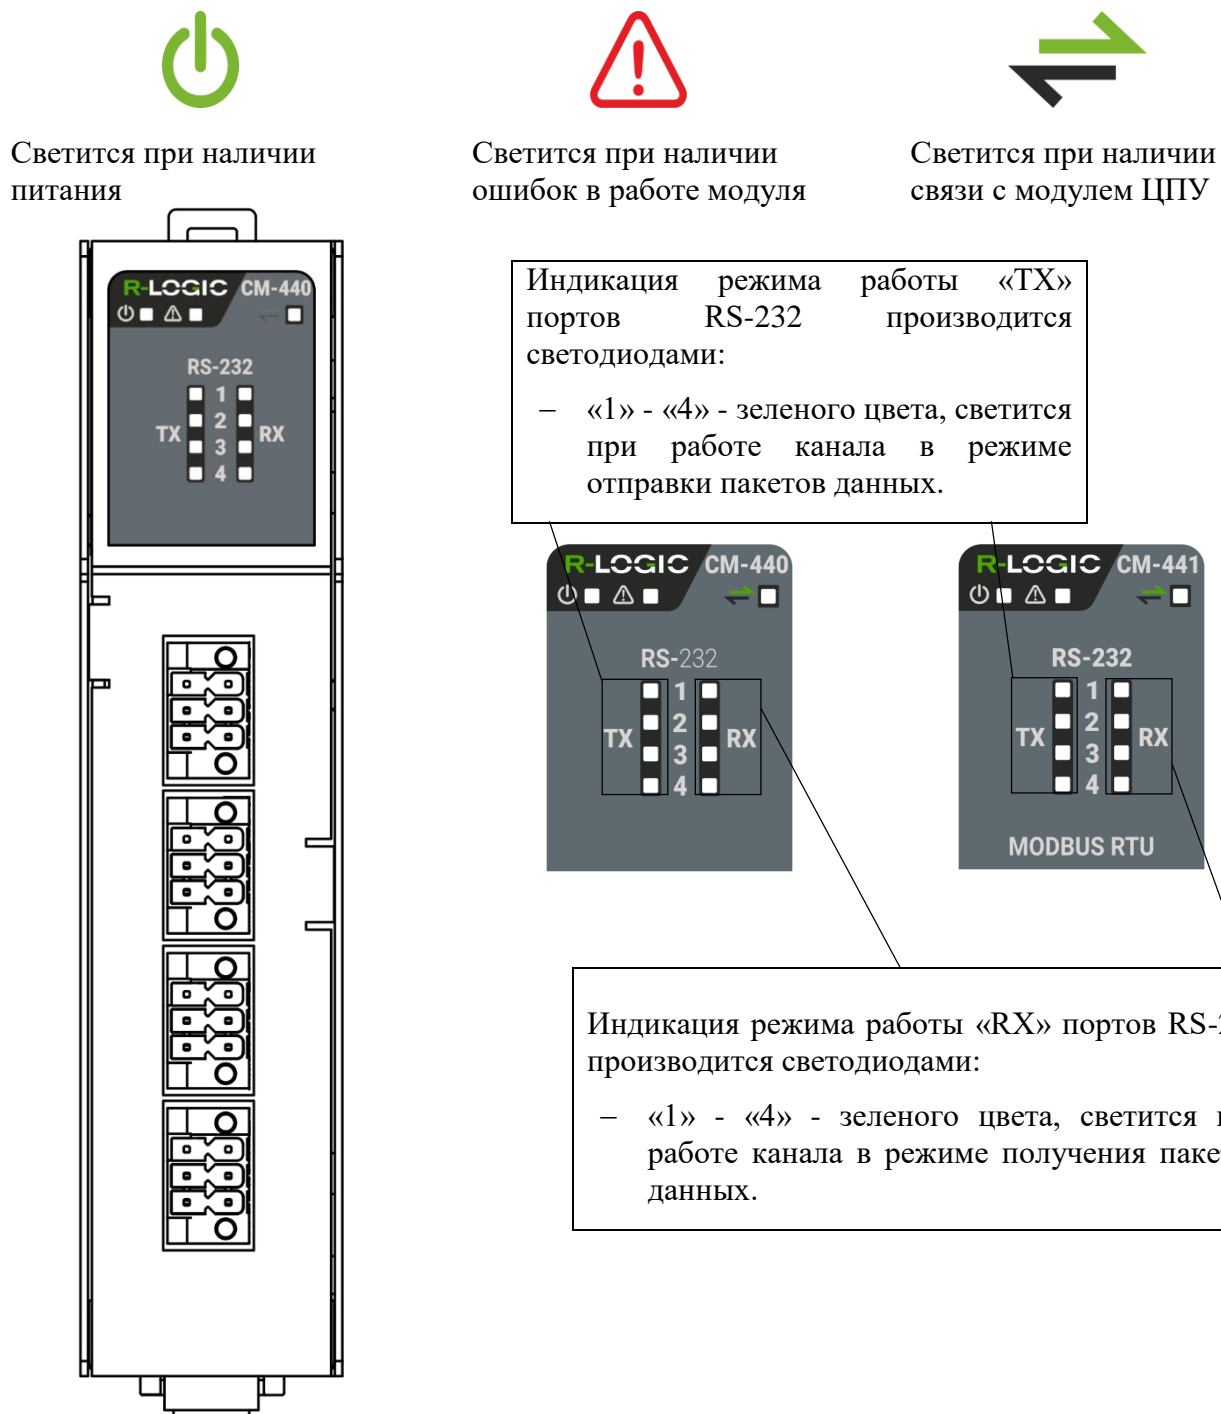 Светится при наличии
питания
Светится при наличии
ошибок в работе модуля
Светится при наличии
связи с модулем ЦПУ
R-LOGIC CM-440
RS-232
1
2
TX RX
3
4
Индикация режима работы «TX»
портов RS-232 производится
светодиодами:
– «1» - «4» - зеленого цвета, светится
при работе канала в режиме
отправки пакетов данных.
R-LOGIC CM-440
RS-232
1
2
TX RX
3
4
R-LOGIC CM-441
RS-232
1
2
TX RX
3
4
MODBUS RTU
Индикация режима работы «RX» портов
производится светодиодами:
– «1» - «4» - зеленого цвета, светится
работе канала в режиме получения
данных.